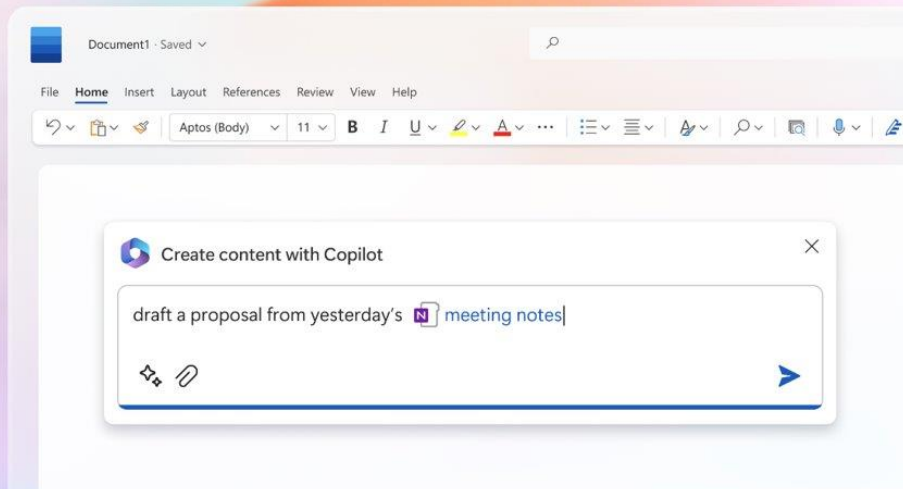 Document1 · Saved
File Home Insert Layout References Review View Help
Aptos (Body) 11 B I U A A
Create content with Copilot
draft a proposal from yesterday's N meeting notes